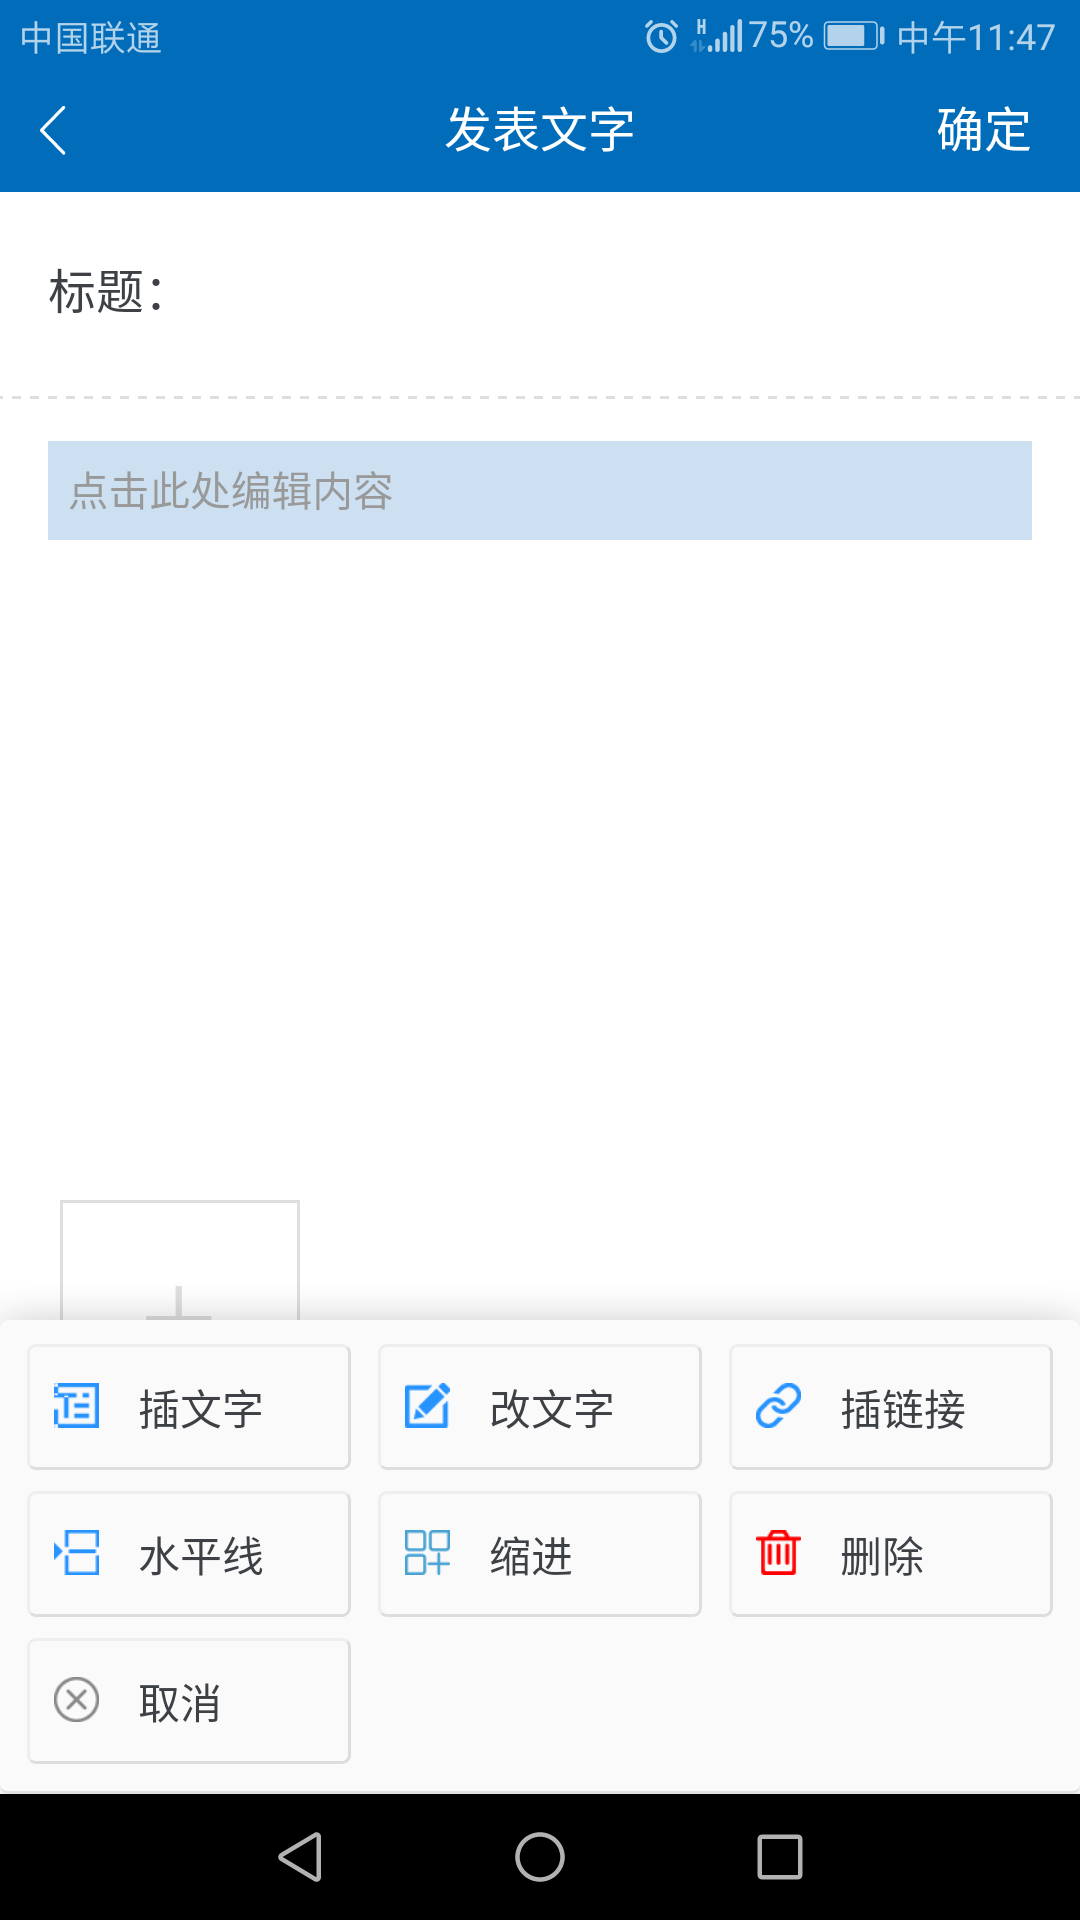 中国联通 H 75% 中午11:47
发表文字 确定
标题：
点击此处编辑内容
插文字 改文字 插链接
水平线 缩进 删除
取消